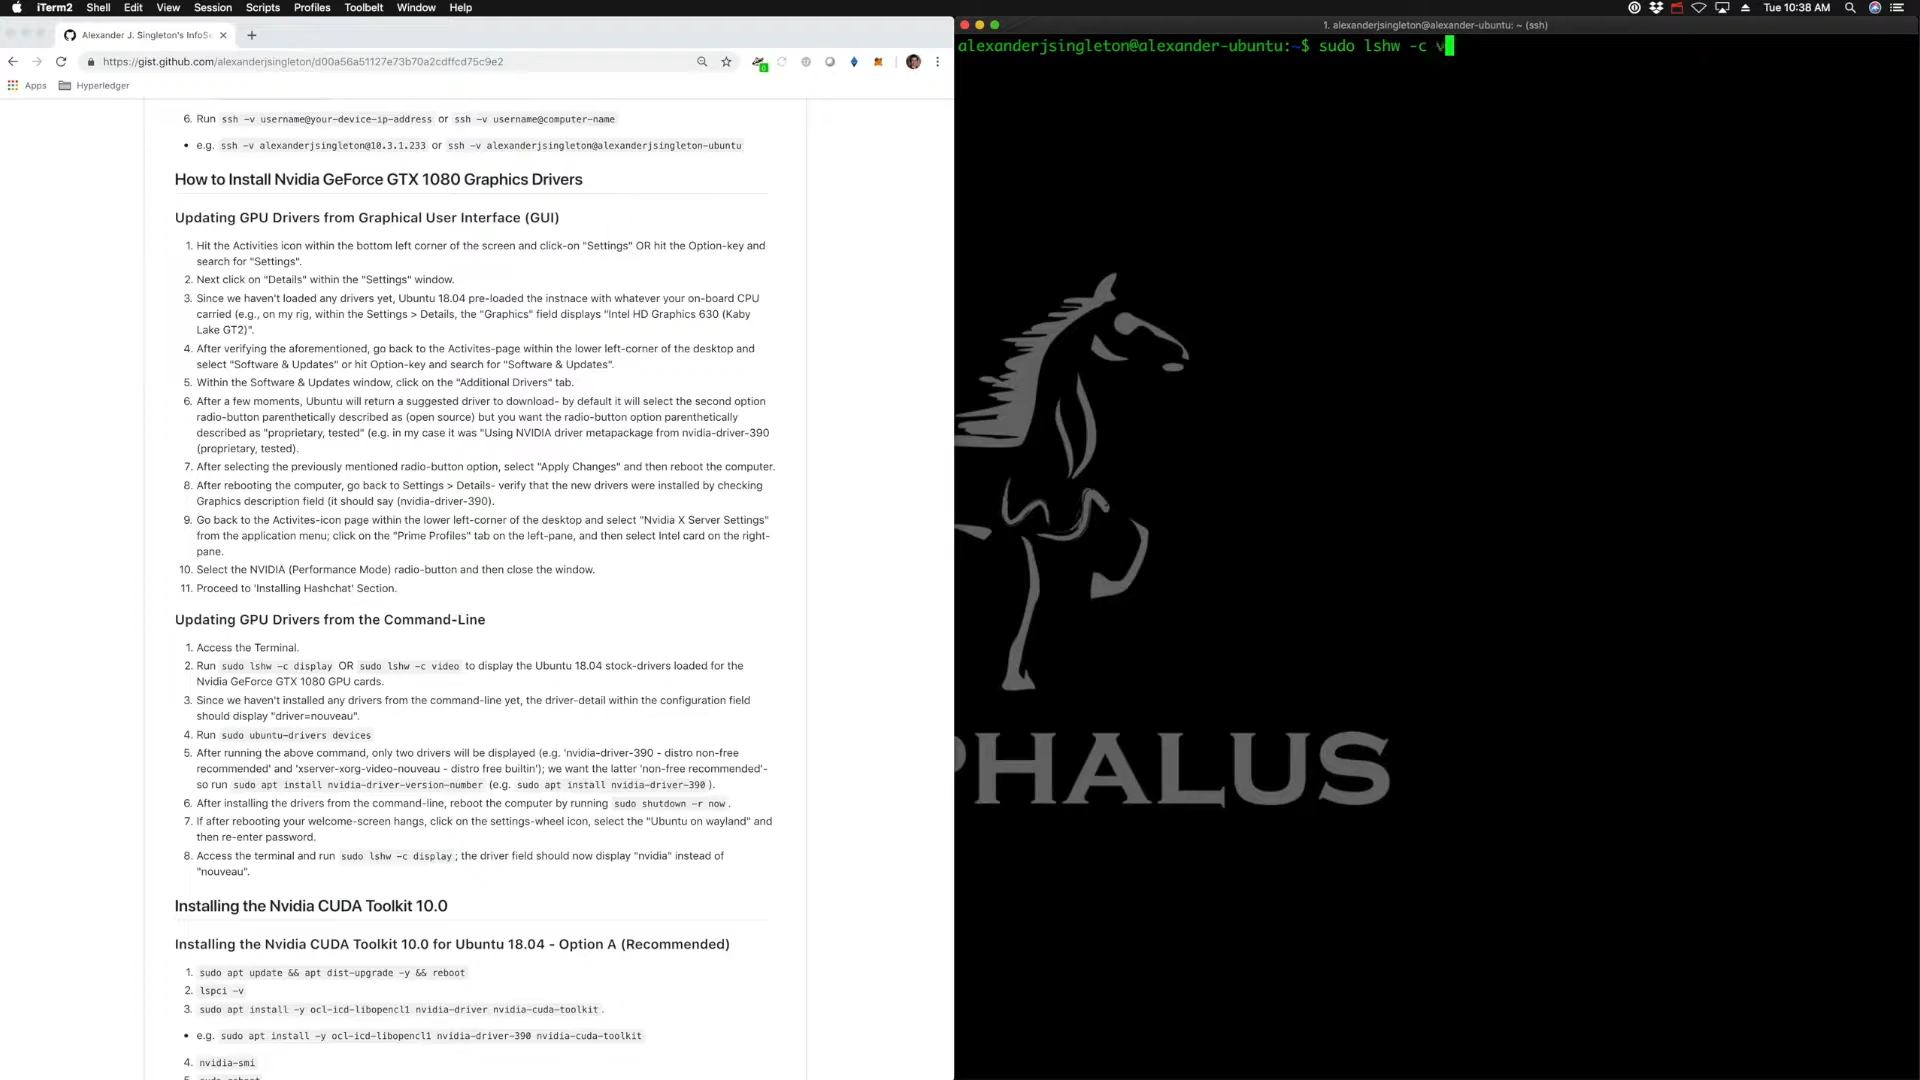 iTerm2 Shell Edit View Session Scripts Profiles Toolbelt Window Help
Tue 10:38 AM
Alexander J. Singleton's InfoSe
https://gist.github.com/alexanderjsingleton/d00a56a51127e73b70a2cdffcd75c9e2
Apps Hyperledger
6. Run ssh -v username@your-device-ip-address or ssh -v username@computer-name
• e.g. ssh -v alexanderjsingleton@10.3.1.233 or ssh -v alexanderjsingleton@alexanderjsingleton-ubuntu
How to Install Nvidia GeForce GTX 1080 Graphics Drivers
Updating GPU Drivers from Graphical User Interface (GUI)
1. Hit the Activities icon within the bottom left corner of the screen and click-on "Settings" OR hit the Option-key and
search for "Settings".
2. Next click on "Details" within the "Settings" window.
3. Since we haven't loaded any drivers yet, Ubuntu 18.04 pre-loaded the instnace with whatever your on-board CPU
carried (e.g., on my rig, within the Settings > Details, the "Graphics" field displays "Intel HD Graphics 630 (Kaby
Lake GT2)".
4. After verifying the aforementioned, go back to the Activites-page within the lower left-corner of the desktop and
select "Software & Updates" or hit Option-key and search for "Software & Updates".
5. Within the Software & Updates window, click on the "Additional Drivers" tab.
6. After a few moments, Ubuntu will return a suggested driver to download- by default it will select the second option
radio-button parenthetically described as (open source) but you want the radio-button option parenthetically
described as "proprietary, tested" (e.g. in my case it was "Using NVIDIA driver metapackage from nvidia-driver-390
(proprietary, tested).
7. After selecting the previously mentioned radio-button option, select "Apply Changes" and then reboot the computer.
8. After rebooting the computer, go back to Settings > Details- verify that the new drivers were installed by checking
Graphics description field (it should say (nvidia-driver-390).
9. Go back to the Activites-icon page within the lower left-corner of the desktop and select "Nvidia X Server Settings"
from the application menu; click on the "Prime Profiles" tab on the left-pane, and then select Intel card on the right-
pane.
10. Select the NVIDIA (Performance Mode) radio-button and then close the window.
11. Proceed to 'Installing Hashchat' Section.
Updating GPU Drivers from the Command-Line
1. Access the Terminal.
2. Run sudo lshw -c display OR sudo lshw -c video to display the Ubuntu 18.04 stock-drivers loaded for the
Nvidia GeForce GTX 1080 GPU cards.
3. Since we haven't installed any drivers from the command-line yet, the driver-detail within the configuration field
should display "driver=nouveau".
4. Run sudo ubuntu-drivers devices
5. After running the above command, only two drivers will be displayed (e.g. 'nvidia-driver-390 - distro non-free
recommended' and 'xserver-xorg-video-nouveau - distro free builtin'); we want the latter 'non-free recommended'-
so run sudo apt install nvidia-driver-version-number (e.g. sudo apt install nvidia-driver-390 ).
6. After installing the drivers from the command-line, reboot the computer by running sudo shutdown -r now .
7. If after rebooting your welcome-screen hangs, click on the settings-wheel icon, select the "Ubuntu on wayland" and
then re-enter password.
8. Access the terminal and run sudo lshw -c display ; the driver field should now display "nvidia" instead of
"nouveau".
Installing the Nvidia CUDA Toolkit 10.0
Installing the Nvidia CUDA Toolkit 10.0 for Ubuntu 18.04 - Option A (Recommended)
1. sudo apt update && apt dist-upgrade -y && reboot
2. lspci -v
3. sudo apt install -y ocl-icd-libopencl1 nvidia-driver nvidia-cuda-toolkit .
• e.g. sudo apt install -y ocl-icd-libopencl1 nvidia-driver-390 nvidia-cuda-toolkit
4. nvidia-smi
5. sudo reboot
1. alexanderjsingleton@alexander-ubuntu: ~ (ssh)
alexanderjsingleton@alexander-ubuntu:~$ sudo lshw -c v
PHALUS